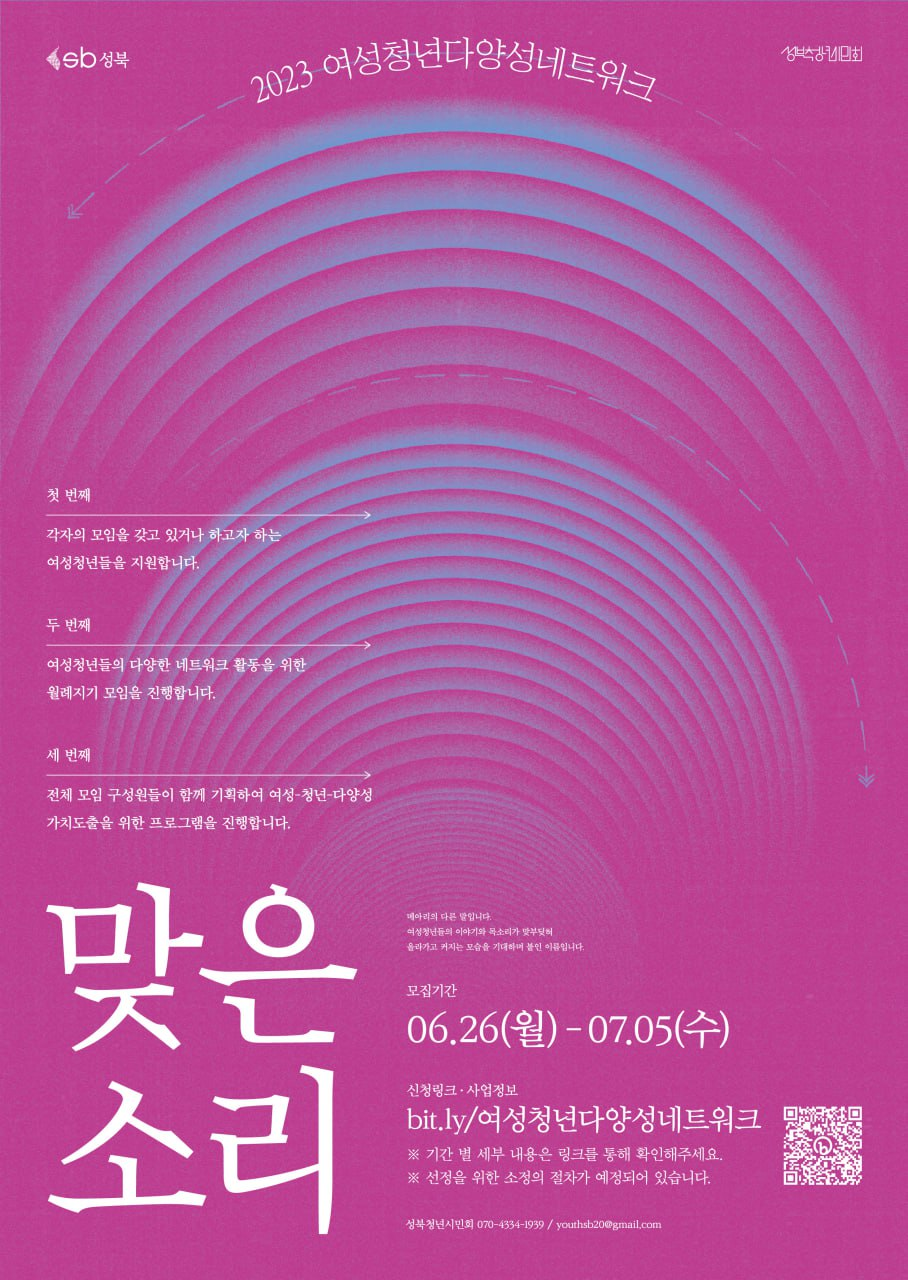 sb 성북
성북청년시민회
2023 여성청년다양성네트워크
첫 번째
각자의 모임을 갖고 있거나 하고자 하는
여성청년들을 지원합니다.
두 번째
여성청년들의 다양한 네트워크 활동을 위한
월례지기 모임을 진행합니다.
세 번째
전체 모임 구성원들이 함께 기획하여 여성-청년-다양성
가치도출을 위한 프로그램을 진행합니다.
맞은
소리
메아리의 다른 말입니다.
여성청년들의 이야기와 목소리가 맞부딪혀
울려가고 커지는 모습을 기대하며 붙인 이름입니다.
모집기간
06.26(월) – 07.05(수)
신청링크 · 사업정보
bit.ly/여성청년다양성네트워크
※ 기간 별 세부 내용은 링크를 통해 확인해주세요.
※ 선정을 위한 소정의 절차가 예정되어 있습니다.
성북청년시민회 070-4334-1939 / youthsb20@gmail.com